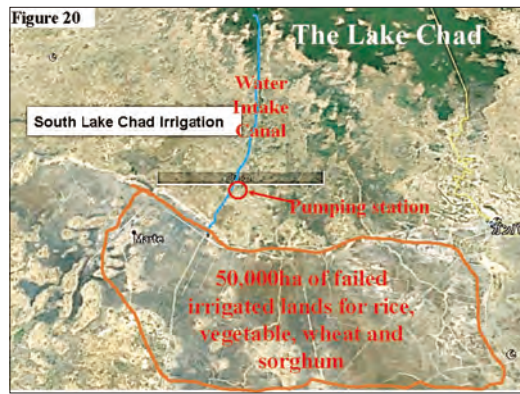 Figure 20
The Lake Chad
Water
Intake
Canal
South Lake Chad Irrigation
Pumping station
Marte
50,000ha of failed
irrigated lands for rice,
vegetable, wheat and
sorghum